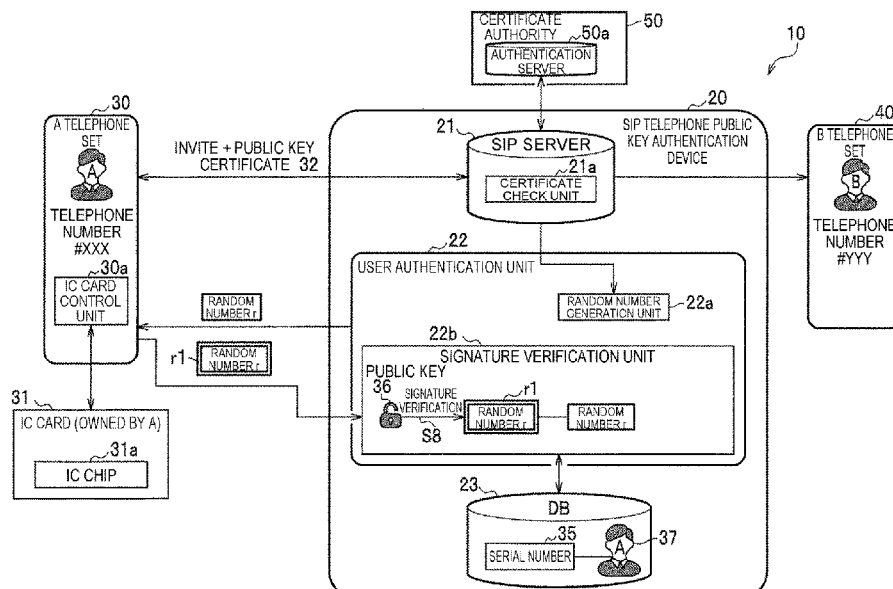 CERTIFICATE
AUTHORITY
50a
50
AUTHENTICATION
SERVER
10
30
A TELEPHONE
SET
A
TELEPHONE
NUMBER
#XXX
30a
IC CARD
CONTROL
UNIT
INVITE + PUBLIC KEY
CERTIFICATE 32
20
21
SIP SERVER
21a
CERTIFICATE
CHECK UNIT
SIP TELEPHONE PUBLIC
KEY AUTHENTICATION
DEVICE
40
B TELEPHONE
SET
B
TELEPHONE
NUMBER
#YYY
22
USER AUTHENTICATION UNIT
RANDOM NUMBER
GENERATION UNIT
22a
RANDOM
NUMBER r
r1
RANDOM
NUMBER r
22b
SIGNATURE VERIFICATION UNIT
PUBLIC KEY
36
SIGNATURE
VERIFICATION
S8
r1
RANDOM
NUMBER r
RANDOM
NUMBER r
31
IC CARD (OWNED BY A)
31a
IC CHIP
23
DB
35
SERIAL NUMBER
A
37